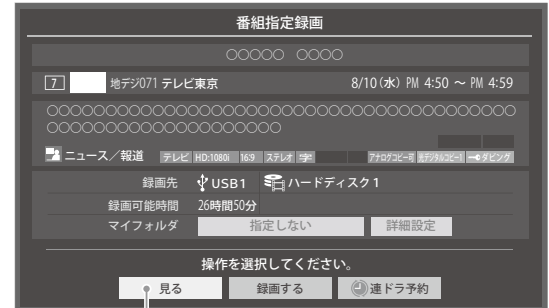 番組指定録画
○○○○○ ○○○○
7 地デジ071 テレビ東京 8/10(水) PM 4:50 ～ PM 4:59
○○○○○○○○○○○○○○○○○○○○○○○○○○○○○○○○○○○○○○○○
○○○○○○○○○○○○○○○○○○○○
ニュース／報道 テレビ HD:1080i 16:9 ステレオ 字 アナログコピー可 光デジタルコピー1 ダビング
録画先 USB1 ハードディスク1
録画可能時間 26時間50分
マイフォルダ 指定しない 詳細設定
操作を選択してください。
見る 録画する 連ドラ予約